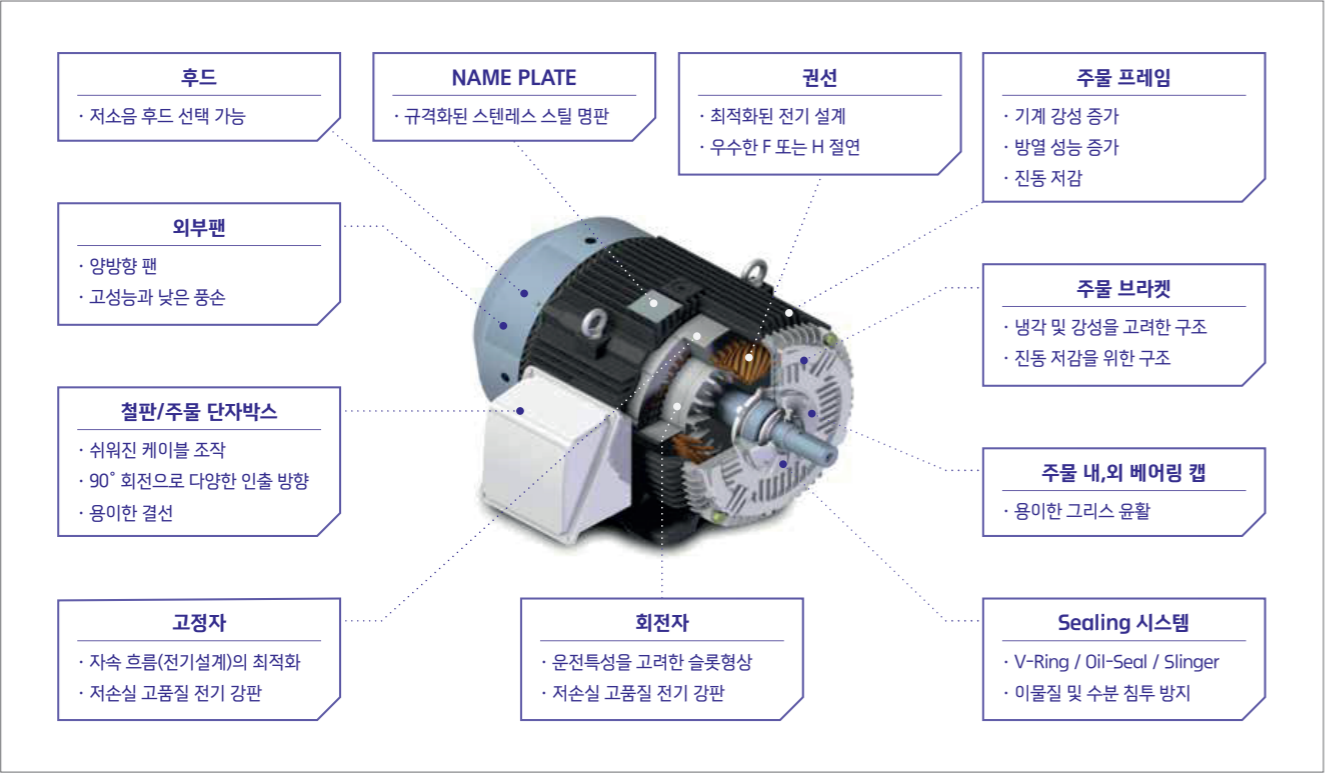 후드
· 저소음 후드 선택 가능
NAME PLATE
· 규격화된 스텐레스 스틸 명판
권선
· 최적화된 전기 설계
· 우수한 F 또는 H 절연
주물 프레임
· 기계 강성 증가
· 방열 성능 증가
· 진동 저감
외부팬
· 양방향 팬
· 고성능과 낮은 풍손
주물 브라켓
· 냉각 및 강성을 고려한 구조
· 진동 저감을 위한 구조
철판/주물 단자박스
· 쉬워진 케이블 조작
· 90˚ 회전으로 다양한 인출 방향
· 용이한 결선
주물 내,외 베어링 캡
· 용이한 그리스 윤활
고정자
· 자속 흐름(전기설계)의 최적화
· 저손실 고품질 전기 강판
회전자
· 운전특성을 고려한 슬롯형상
· 저손실 고품질 전기 강판
Sealing 시스템
· V-Ring / Oil-Seal / Slinger
· 이물질 및 수분 침투 방지